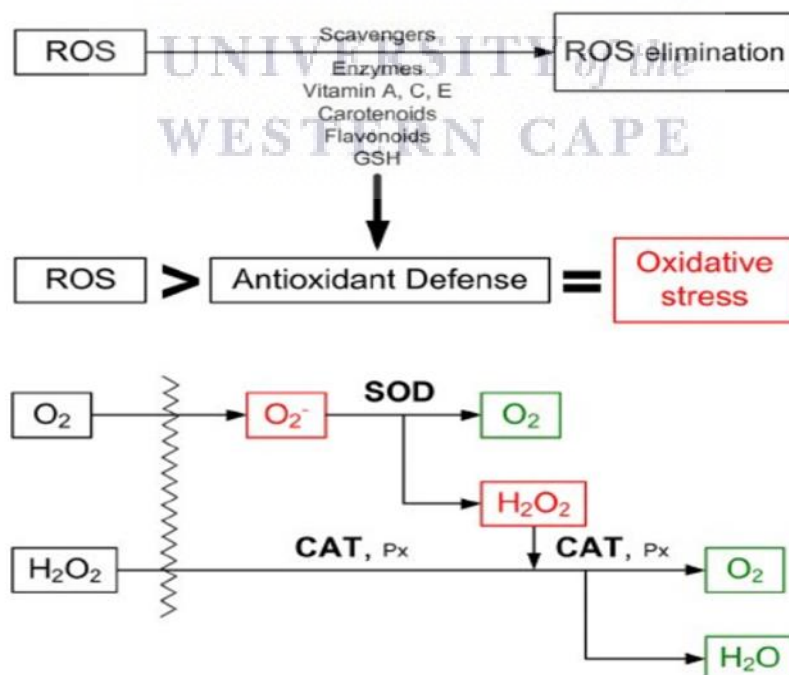 UNIVERSITY of the
WESTERN CAPE
ROS
Scavengers
Enzymes
Vitamin A, C, E
Carotenoids
Flavonoids
GSH
ROS elimination
ROS > Antioxidant Defense = Oxidative
stress
O₂ O₂⁻ SOD O₂
H₂O₂
H₂O₂ CAT, Px CAT, Px O₂
H₂O